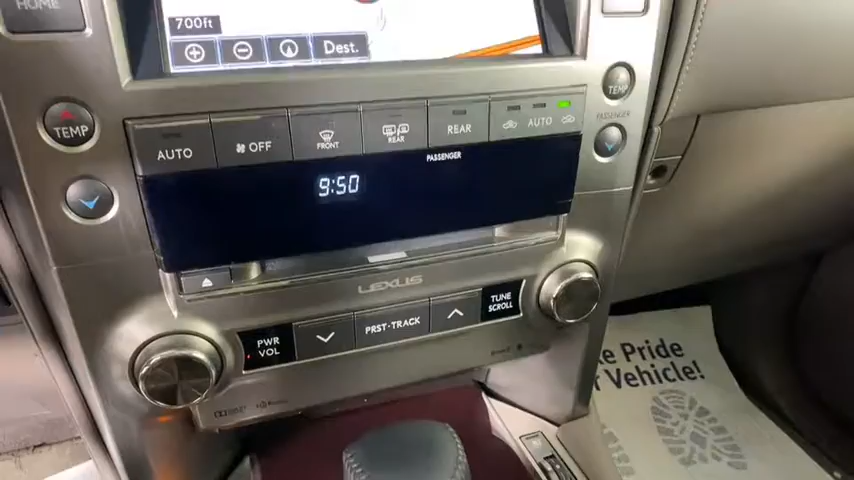 HOME
700ft
Dest.
TEMP
TEMP
AUTO
OFF
FRONT
REAR
REAR
AUTO
PASSENGER
PASSENGER
9:50
LEXUS
PWR
VOL
PRST-TRACK
TUNE
SCROLL
Pride
Vehicle!